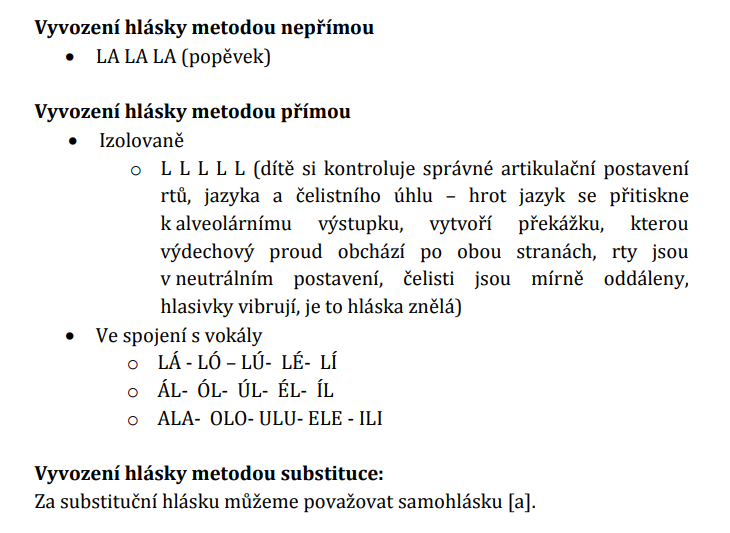 Vyvození hlásky metodou nepřímou
• LA LA LA (popěvek)
Vyvození hlásky metodou přímou
• Izolovaně
o L L L L L (dítě si kontroluje správné artikulační postavení
rtů, jazyka a čelistního úhlu – hrot jazyk se přitiskne
k alveolárnímu výstupku, vytvoří překážku, kterou
výdechový proud obchází po obou stranách, rty jsou
v neutrálním postavení, čelisti jsou mírně oddáleny,
hlasivky vibrují, je to hláska znělá)
• Ve spojení s vokály
o LÁ - LÓ – LÚ- LÉ- LÍ
o ÁL- ÓL- ÚL- ÉL- ÍL
o ALA- OLO- ULU- ELE - ILI
Vyvození hlásky metodou substituce:
Za substituční hlásku můžeme považovat samohlásku [a].